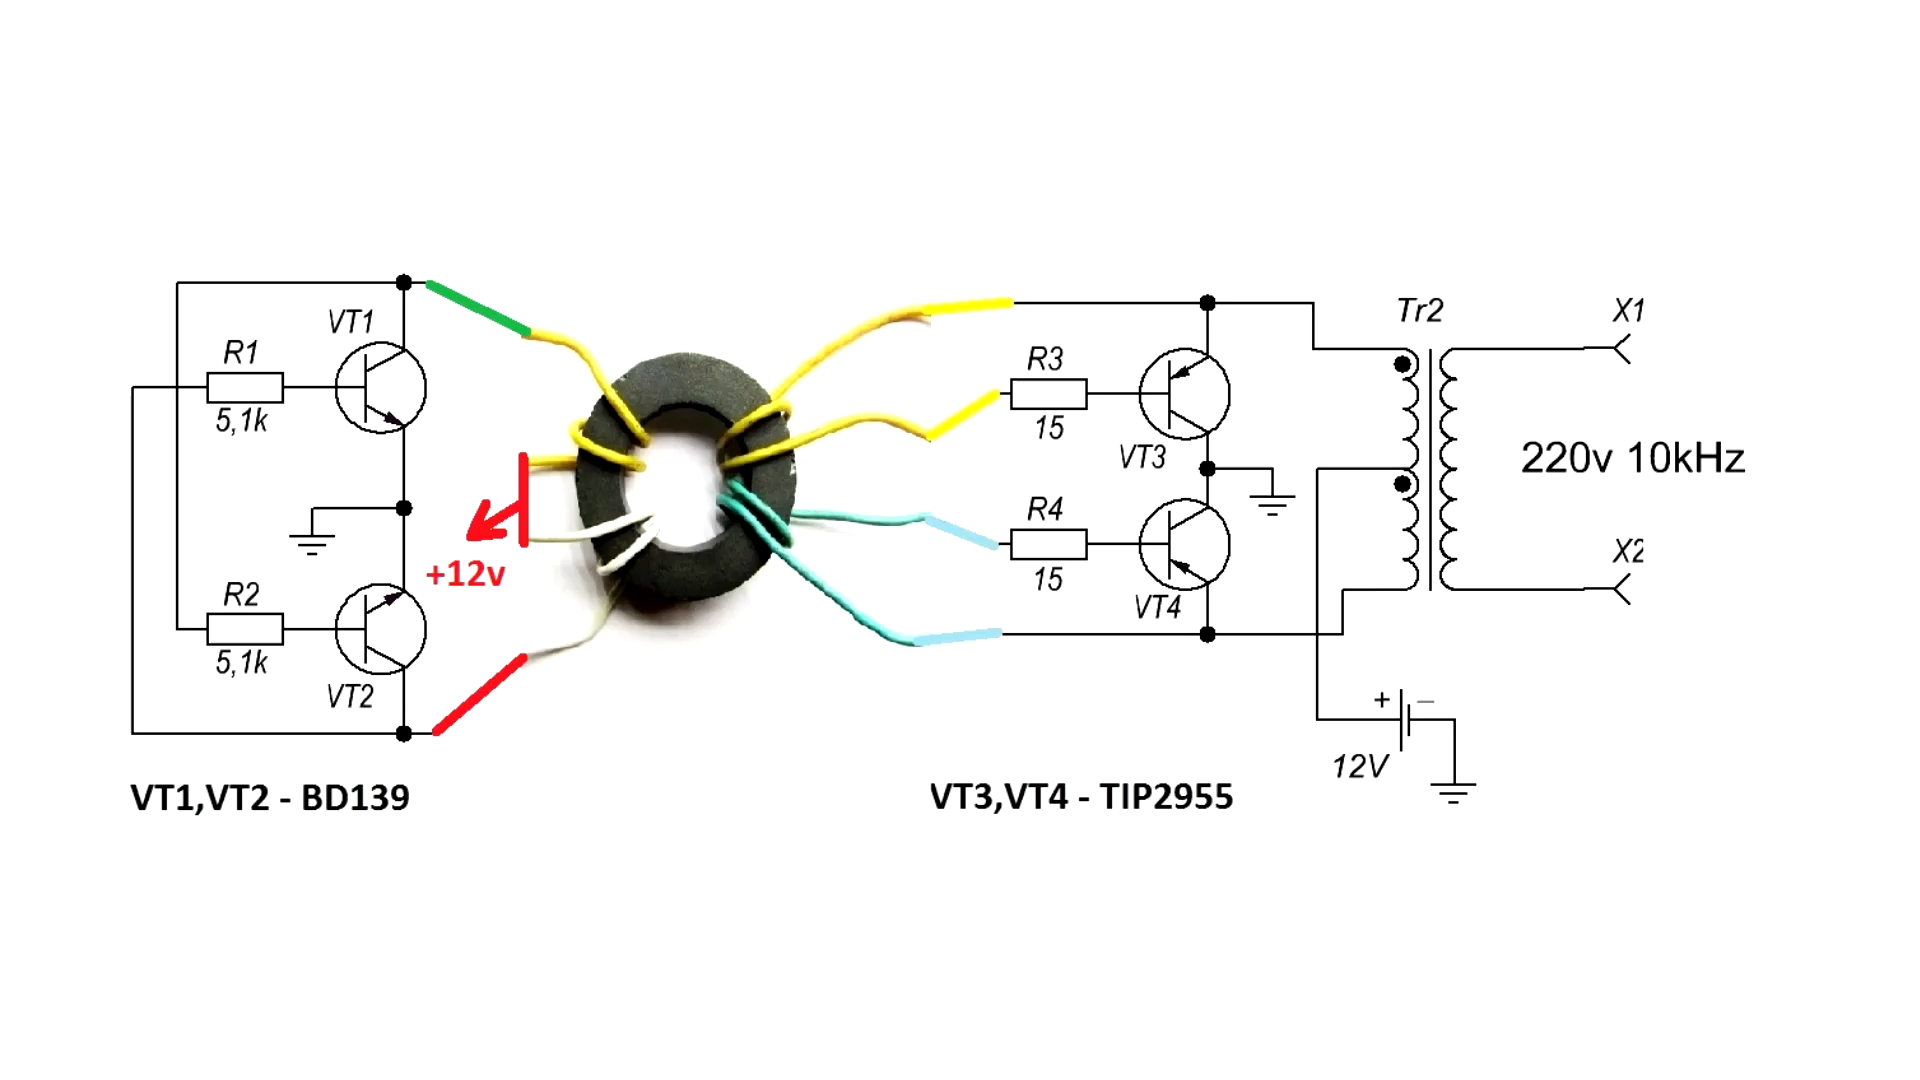 VT1
R1
5,1k
+12v
R2
5,1k
VT2
VT1,VT2 - BD139
R3
15
VT3
R4
15
VT4
VT3,VT4 - TIP2955
Tr2
X1
220v 10kHz
X2
+ –
12V